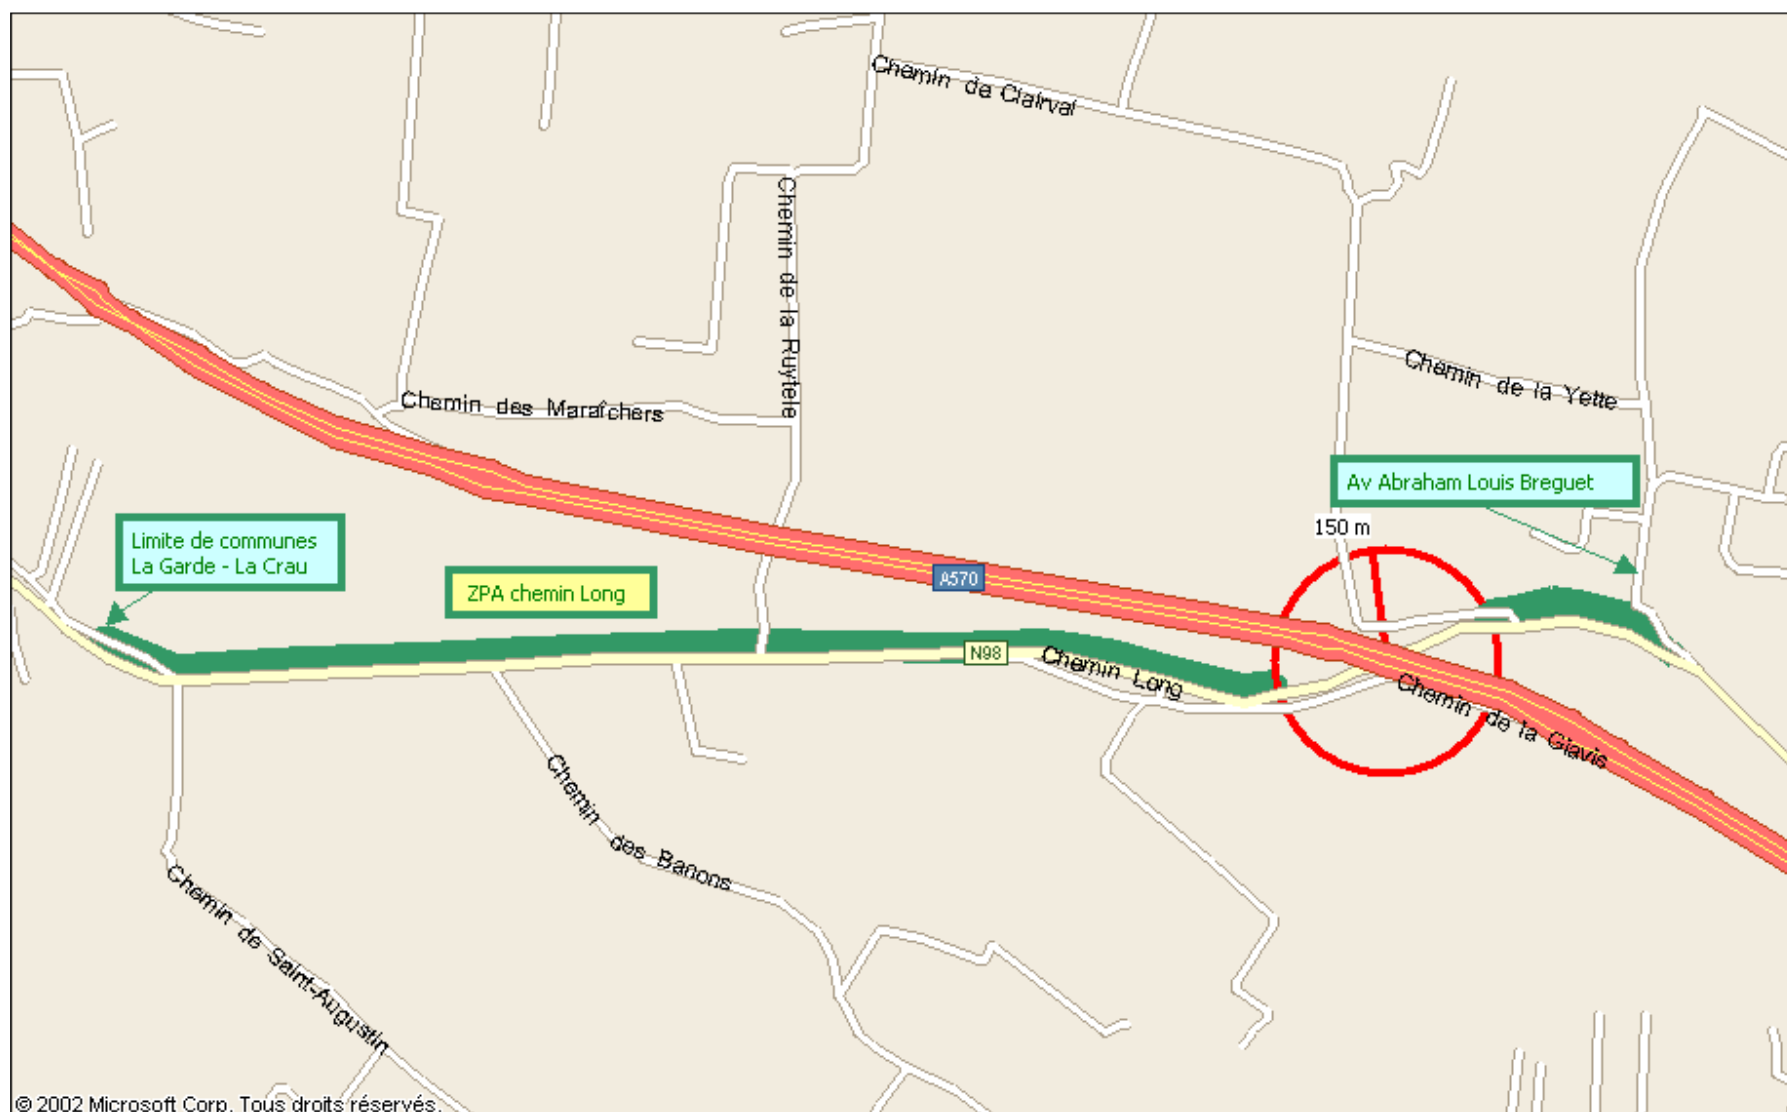 Chemin de Clairval
Chemin de la Ruytele
Chemin de la Yette
Chemin des Maraîchers
Av Abraham Louis Breguet
150 m
Limite de communes
La Garde - La Crau
A570
ZPA chemin Long
N98
Chemin Long
Chemin de la Giavis
Chemin des Banons
Chemin de Saint-Augustin
© 2002 Microsoft Corp. Tous droits réservés.